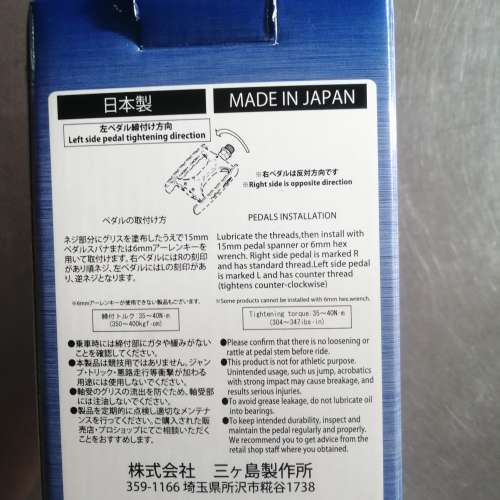 日本製
MADE IN JAPAN
左ペダル締付け方向
Left side pedal tightening direction
※右ペダルは反対方向です
※Right side is opposite direction
ペダルの取付け方
ネジ部分にグリスを塗布したうえで15mm
ペダルスパナまたは6mmアーレンキーを
用いて取付けます。右ペダルにはRの刻印
があり順ネジ、左ペダルにはLの刻印があ
り、逆ネジとなります。
※6mmアーレンキーが使用できない製品もございます。
締付トルク 35~40N·m
(350~400kgf·cm)
●乗車時には締付部にガタや緩みがない
ことを確認してください。
●本製品は競技用ではありません。ジャン
プ・トリック・悪路走行等衝撃が加わる
用途には使用しないでください。
●軸受のグリスの流出を防ぐため、軸受部
には注油しないでください。
●製品を定期的に点検し適切なメンテナ
ンスを行ってください。ご購入された販
売店・プロショップにてご相談いただく
ことをおすすめします。
PEDALS INSTALLATION
Lubricate the threads,then install with
15mm pedal spanner or 6mm hex
wrench. Right side pedal is marked R
and has standard thread.Left side pedal
is marked L and has counter thread
(tightens counter-clockwise)
※Some products cannot be installed with 6mm hex wrench.
Tightening torque 35~40N·m
(304~347lbs·in)
●Please confirm that there is no loosening or
rattle at pedal stem before ride.
●This product is not for athletic purpose.
Unintended usage, such us jump, acrobatics
with strong impact may cause breakage, and
results serious injuries.
●To avoid grease leakage, do not lubricate oil
into bearings.
●To keep intended durability, inspect and
maintain the pedal regularly and properly.
We recommend you to get advice from the
retail shop staff where you obtained.
株式会社 三ヶ島製作所
359-1166 埼玉県所沢市糀谷1738